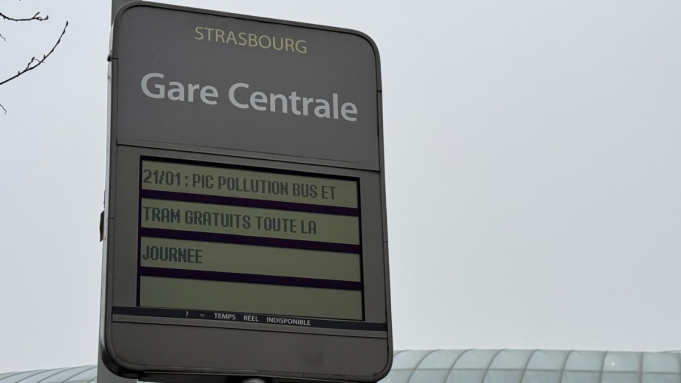 STRASBOURG
Gare Centrale
21/01 : PIC POLLUTION BUS ET
TRAM GRATUITS TOUTE LA
JOURNEE
? = TEMPS RÉEL INDISPONIBLE